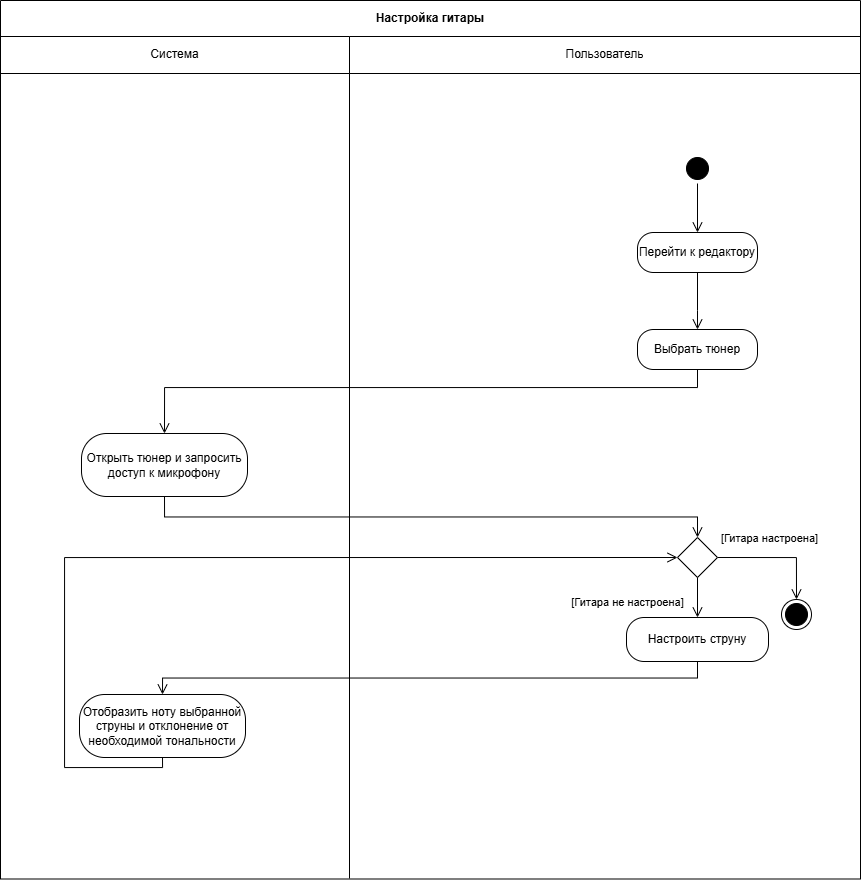 Настройка гитары
Система
Пользователь
Перейти к редактору
Выбрать тюнер
Открыть тюнер и запросить
доступ к микрофону
[Гитара настроена]
[Гитара не настроена]
Настроить струну
Отобразить ноту выбранной
струны и отклонение от
необходимой тональности